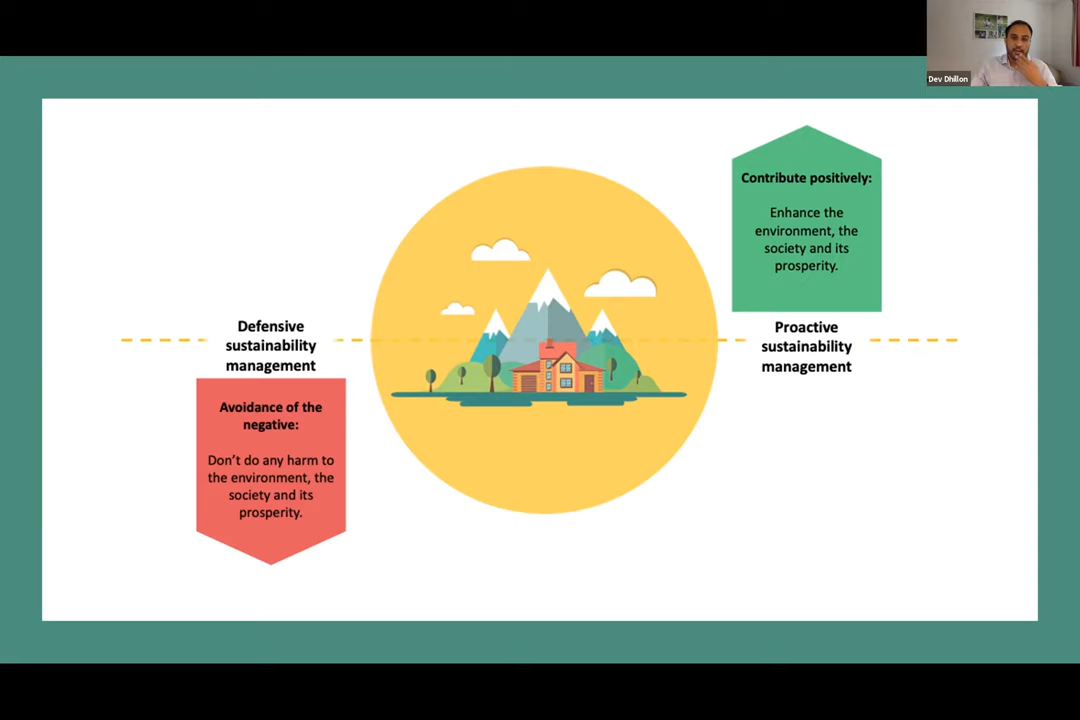 Dev Dhillon
Defensive
sustainability
management
Avoidance of the
negative:
Don't do any harm to
the environment, the
society and its
prosperity.
Contribute positively:
Enhance the
environment, the
society and its
prosperity.
Proactive
sustainability
management